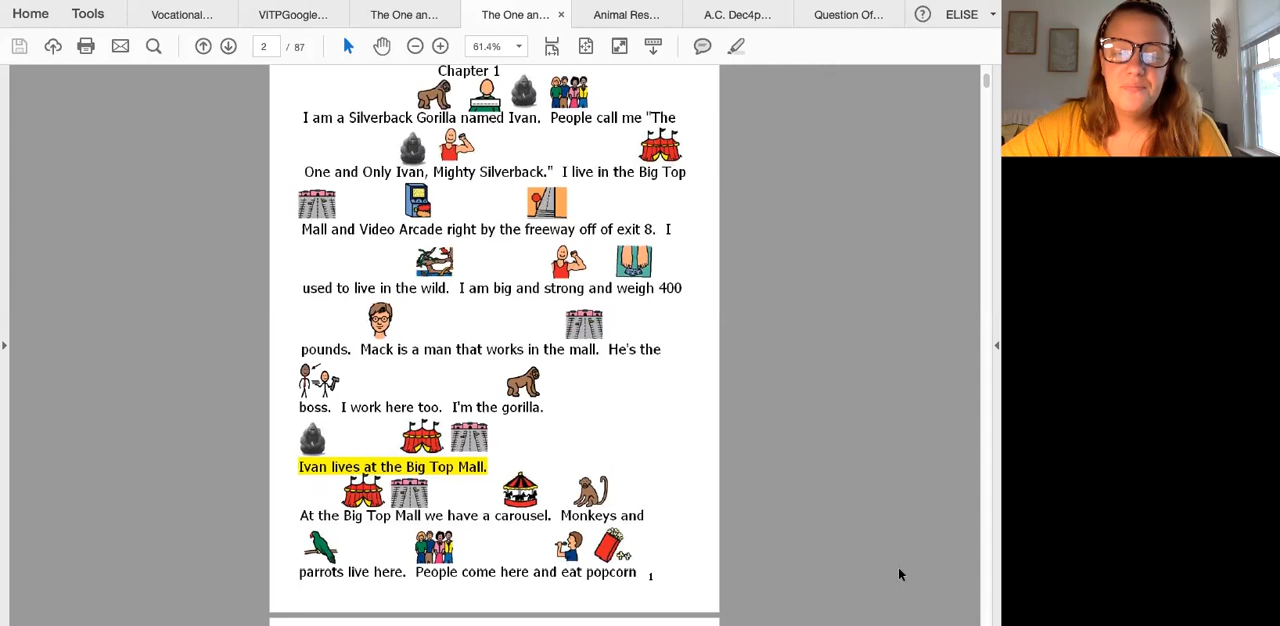 Home Tools Vocational... VITPGoogle... The One an... The One an... × Animal Res... A.C. Dec4p... Question Of... ELISE
2 / 87 61.4%
Chapter 1
I am a Silverback Gorilla named Ivan. People call me "The
One and Only Ivan, Mighty Silverback." I live in the Big Top
Mall and Video Arcade right by the freeway off of exit 8. I
used to live in the wild. I am big and strong and weigh 400
pounds. Mack is a man that works in the mall. He's the
boss. I work here too. I'm the gorilla.
Ivan lives at the Big Top Mall.
At the Big Top Mall we have a carousel. Monkeys and
parrots live here. People come here and eat popcorn 1